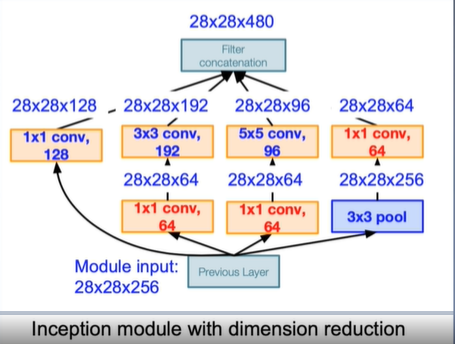 28x28x480
Filter
concatenation
28x28x128 28x28x192 28x28x96 28x28x64
1x1 conv,
128
3x3 conv,
192
5x5 conv,
96
1x1 conv,
64
28x28x64 28x28x64 28x28x256
1x1 conv,
64
1x1 conv,
64
3x3 pool
Module input:
28x28x256
Previous Layer
Inception module with dimension reduction